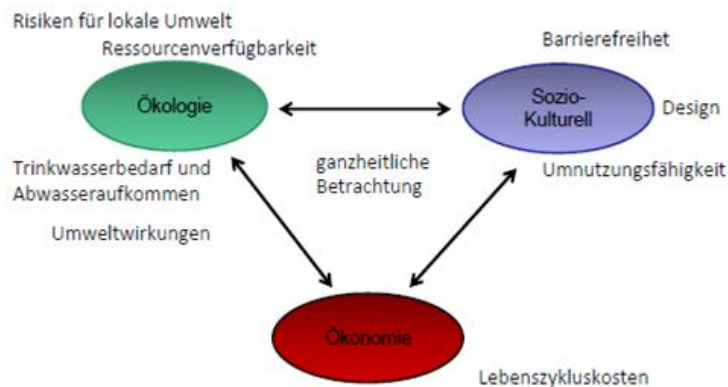 Risiken für lokale Umwelt
Ressourcenverfügbarkeit
Ökologie
Trinkwasserbedarf und
Abwasseraufkommen
Umweltwirkungen
ganzheitliche
Betrachtung
Barrierefreihet
Sozio-
Kulturell
Design
Umnutzungsfähigkeit
Ökonomie
Lebenszykluskosten